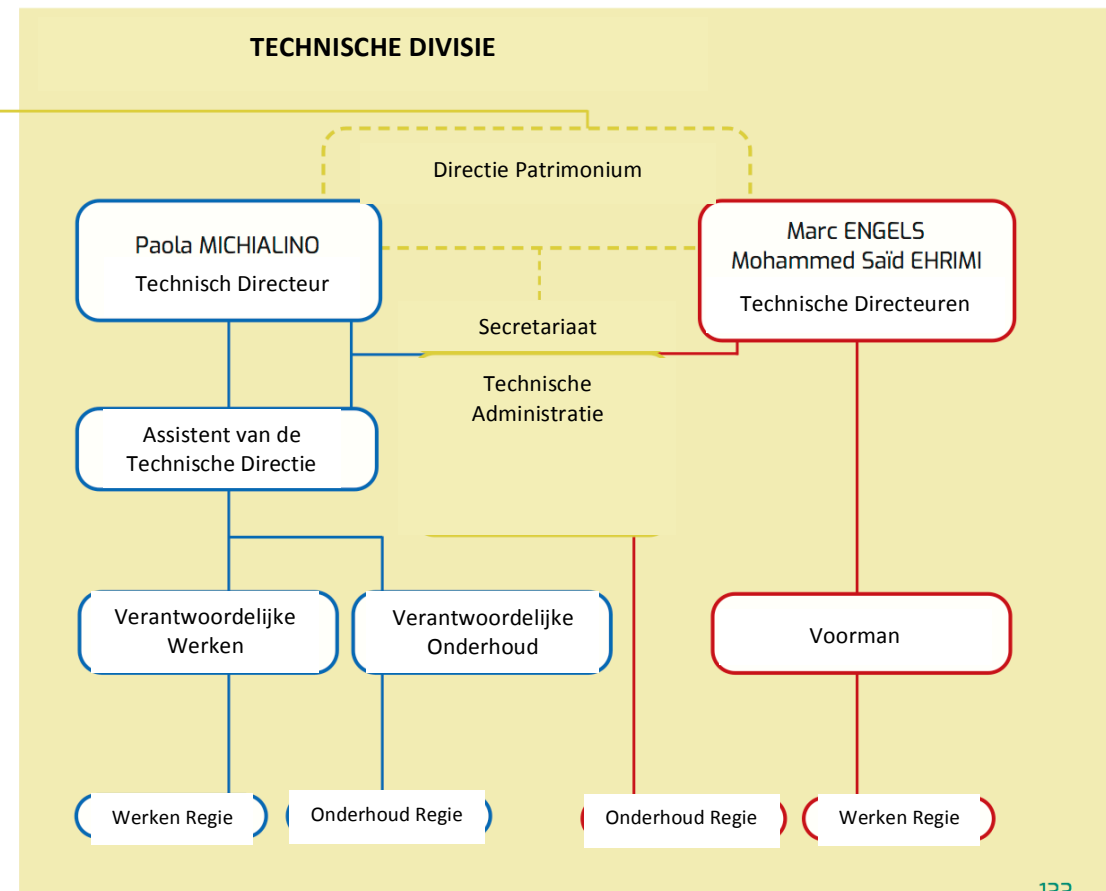 TECHNISCHE DIVISIE
Directie Patrimonium
Paola MICHIALINO
Technisch Directeur
Marc ENGELS
Mohammed Saïd EHRIMI
Technische Directeuren
Secretariaat
Technische
Administratie
Assistent van de
Technische Directie
Verantwoordelijke
Werken
Verantwoordelijke
Onderhoud
Voorman
Werken Regie
Onderhoud Regie
Onderhoud Regie
Werken Regie